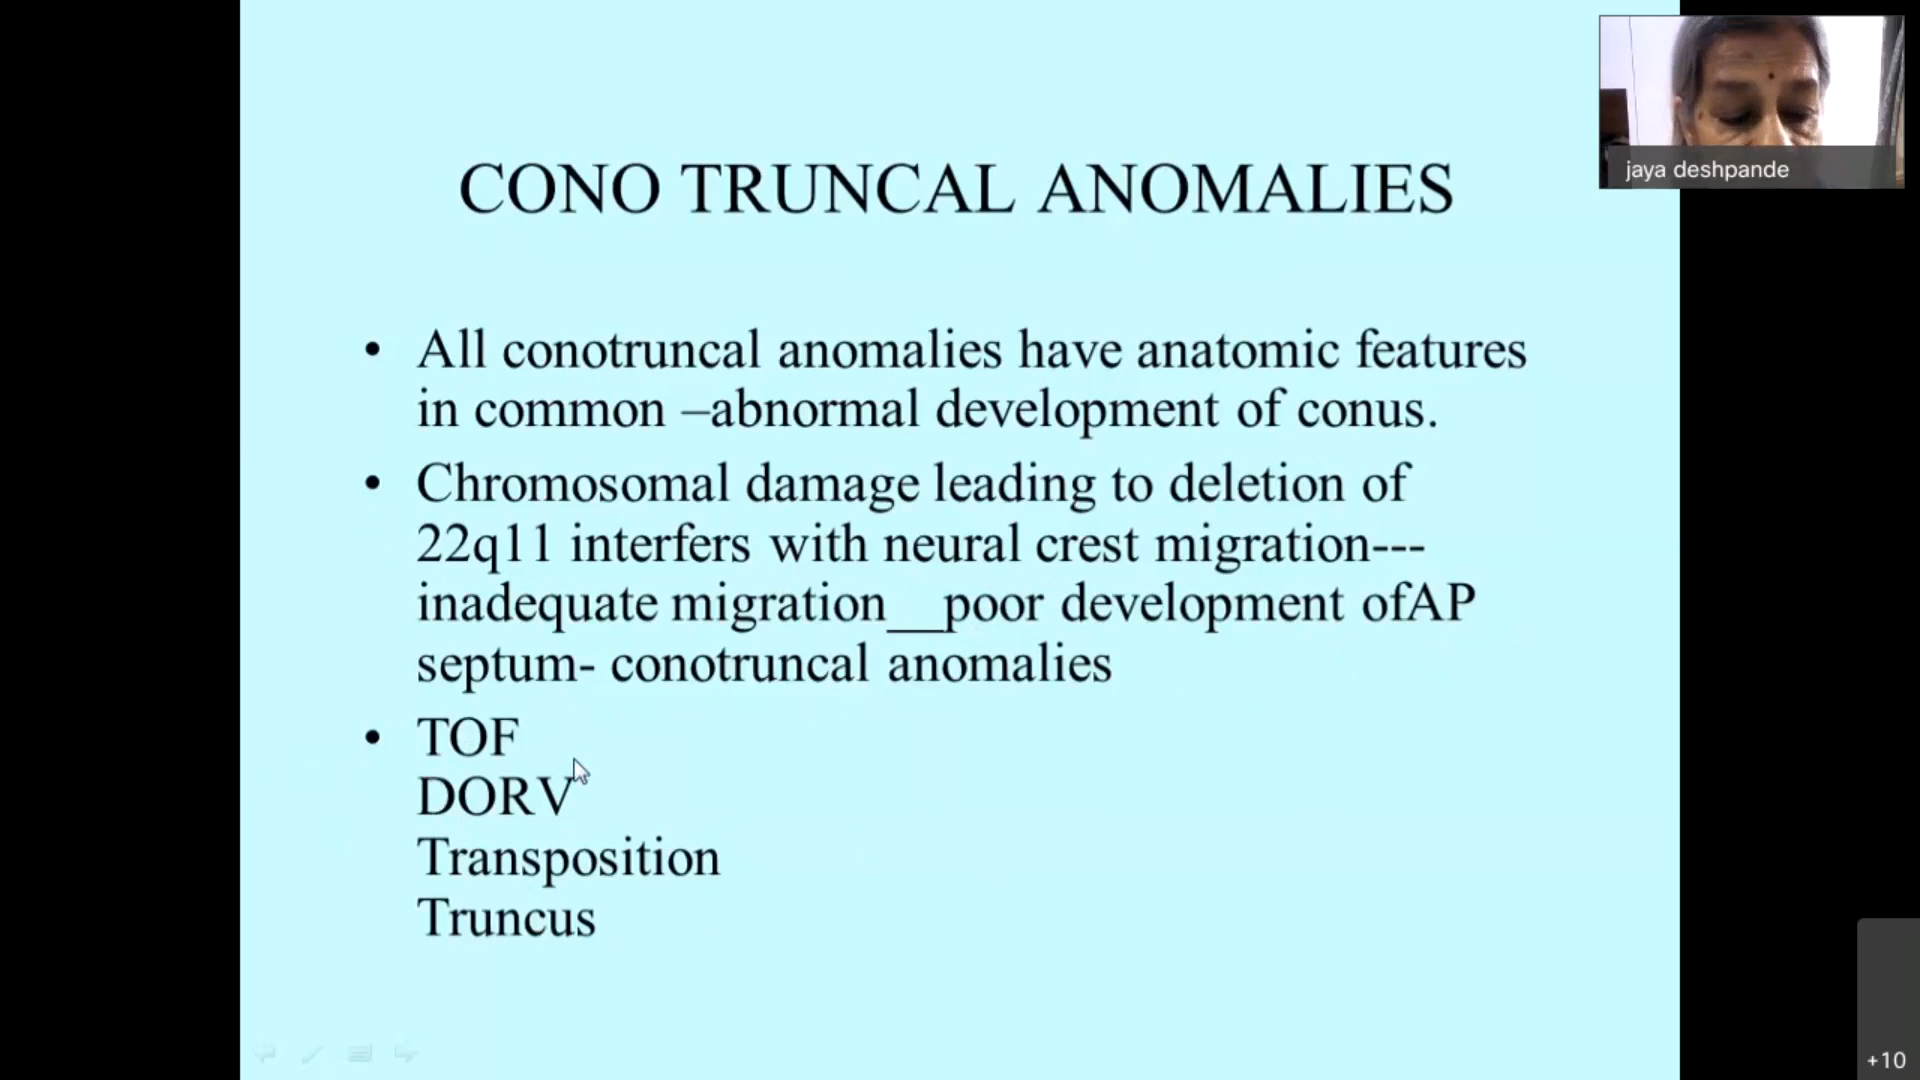 CONO TRUNCAL ANOMALIES
jaya deshpande
• All conotruncal anomalies have anatomic features
in common –abnormal development of conus.
• Chromosomal damage leading to deletion of
22q11 interfers with neural crest migration---
inadequate migration__poor development ofAP
septum- conotruncal anomalies
• TOF
DORV
Transposition
Truncus
+10